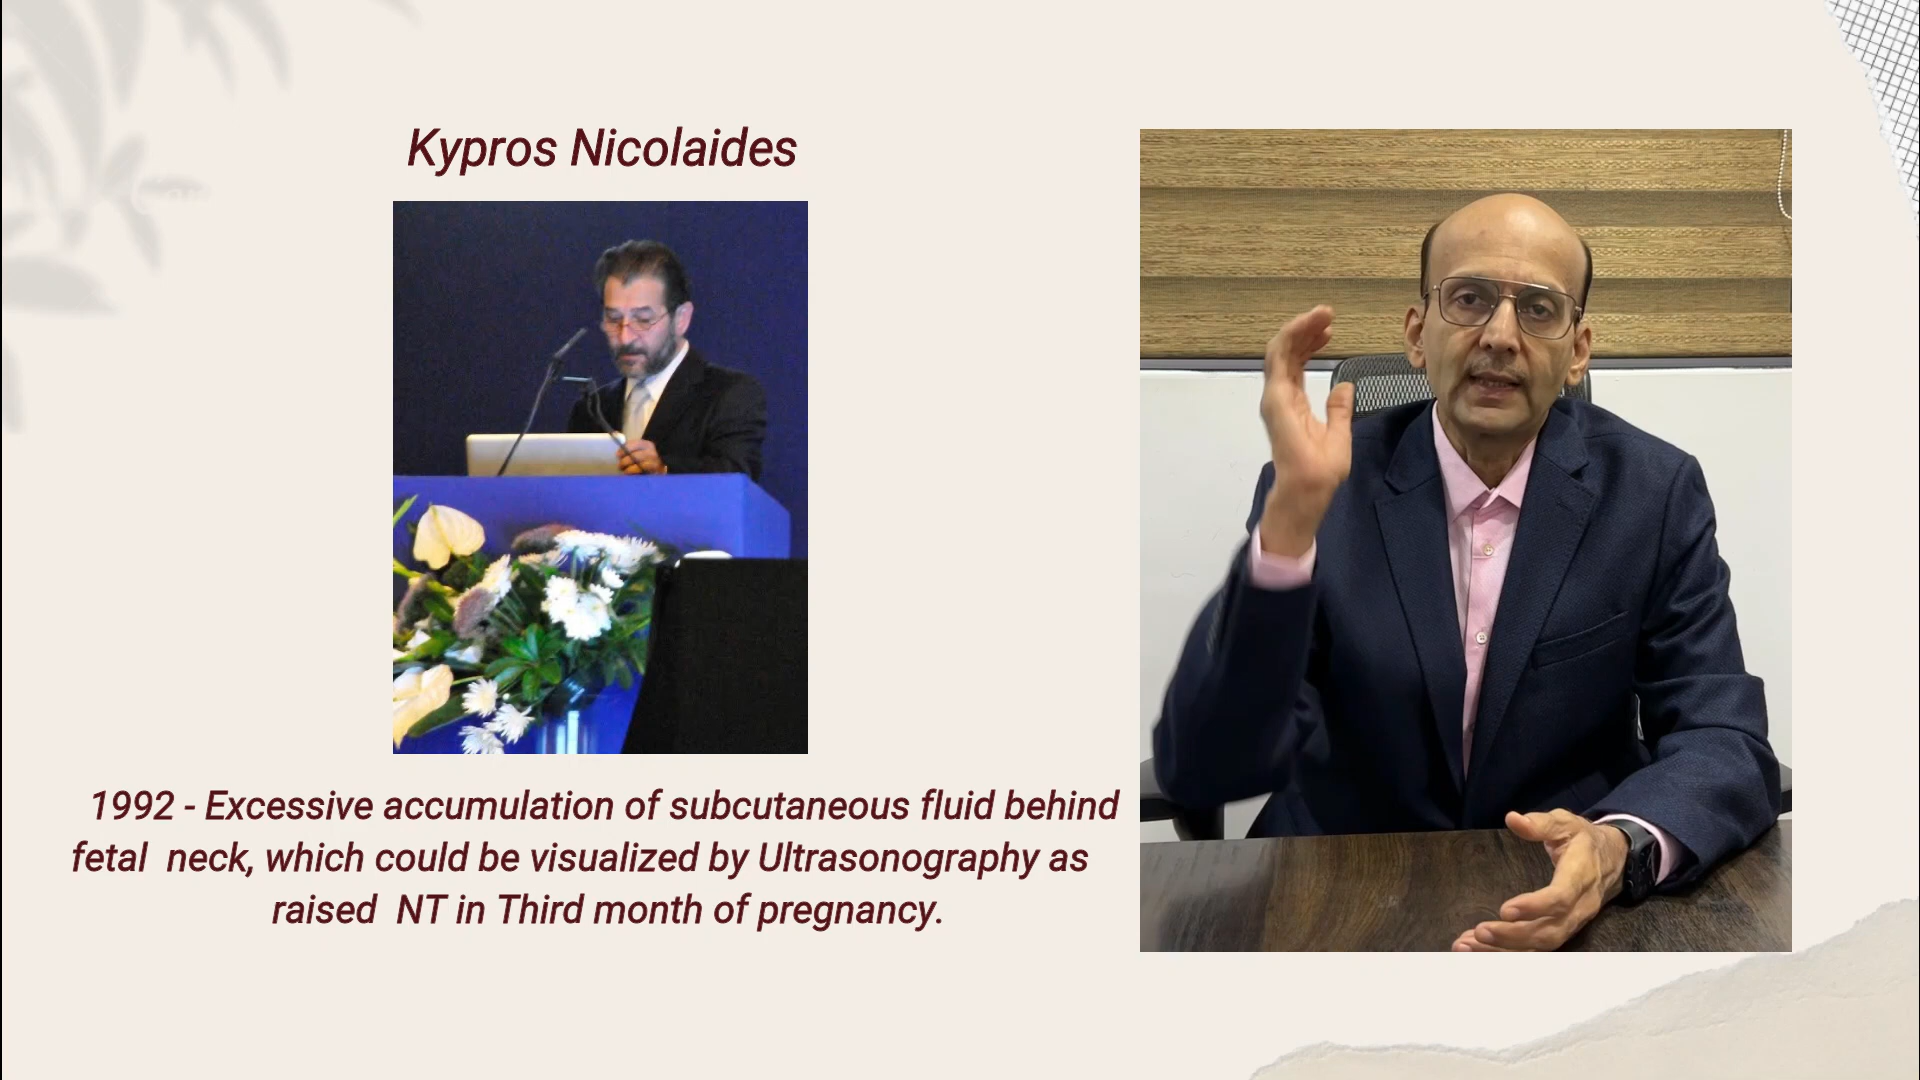 Kypros Nicolaides
1992 - Excessive accumulation of subcutaneous fluid behind
fetal neck, which could be visualized by Ultrasonography as
raised NT in Third month of pregnancy.